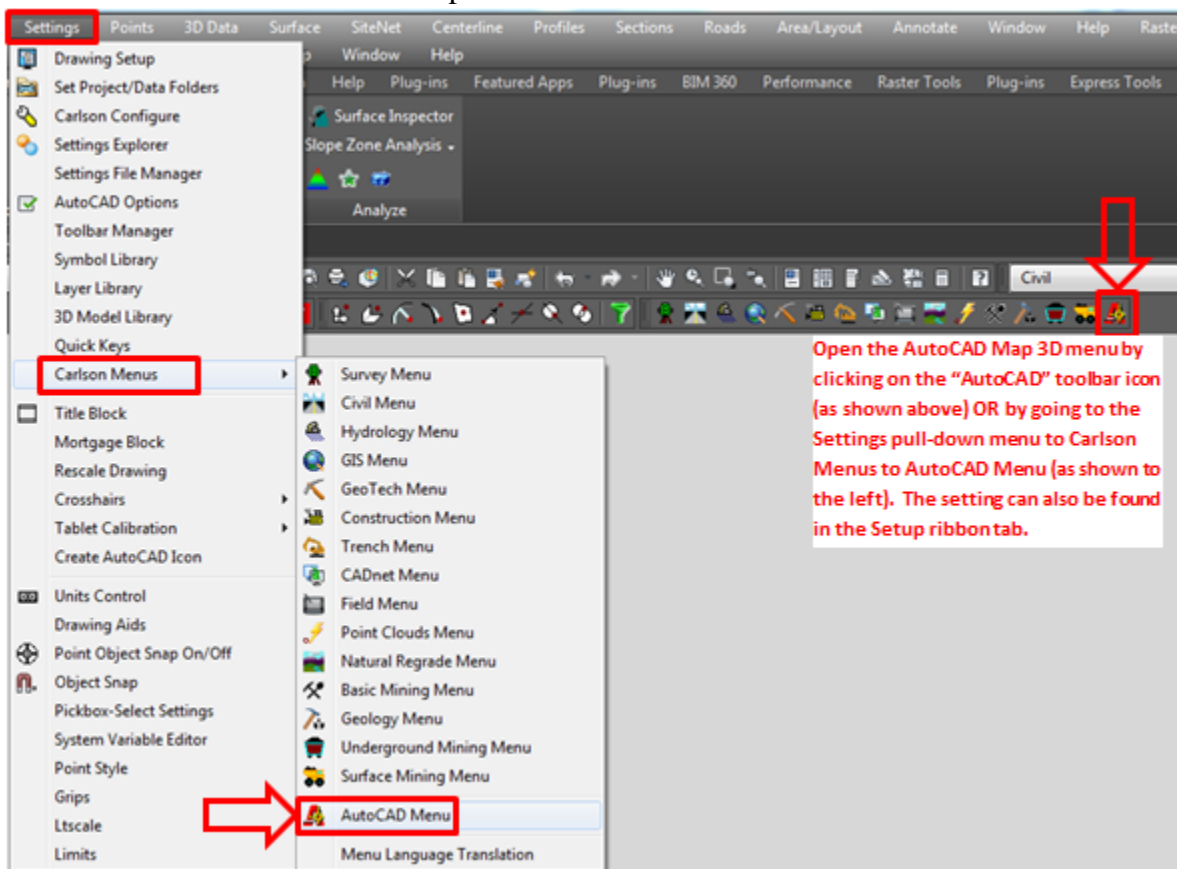 Settings Points 3D Data Surface SiteNet Centerline Profiles Sections Roads Area/Layout Annotate Window Help Raste
Window Help
Help Plug-ins Featured Apps Plug-ins BIM 360 Performance Raster Tools Plug-ins Express Tools
Surface Inspector
Slope Zone Analysis
Analyze
Civil
Drawing Setup
Set Project/Data Folders
Carlson Configure
Settings Explorer
Settings File Manager
AutoCAD Options
Toolbar Manager
Symbol Library
Layer Library
3D Model Library
Quick Keys
Carlson Menus
Title Block
Mortgage Block
Rescale Drawing
Crosshairs
Tablet Calibration
Create AutoCAD Icon
Units Control
Drawing Aids
Point Object Snap On/Off
Object Snap
Pickbox-Select Settings
System Variable Editor
Point Style
Grips
Ltscale
Limits
Survey Menu
Civil Menu
Hydrology Menu
GIS Menu
GeoTech Menu
Construction Menu
Trench Menu
CADnet Menu
Field Menu
Point Clouds Menu
Natural Regrade Menu
Basic Mining Menu
Geology Menu
Underground Mining Menu
Surface Mining Menu
AutoCAD Menu
Menu Language Translation
Open the AutoCAD Map 3D menu by
clicking on the “AutoCAD” toolbar icon
(as shown above) OR by going to the
Settings pull-down menu to Carlson
Menus to AutoCAD Menu (as shown to
the left). The setting can also be found
in the Setup ribbon tab.